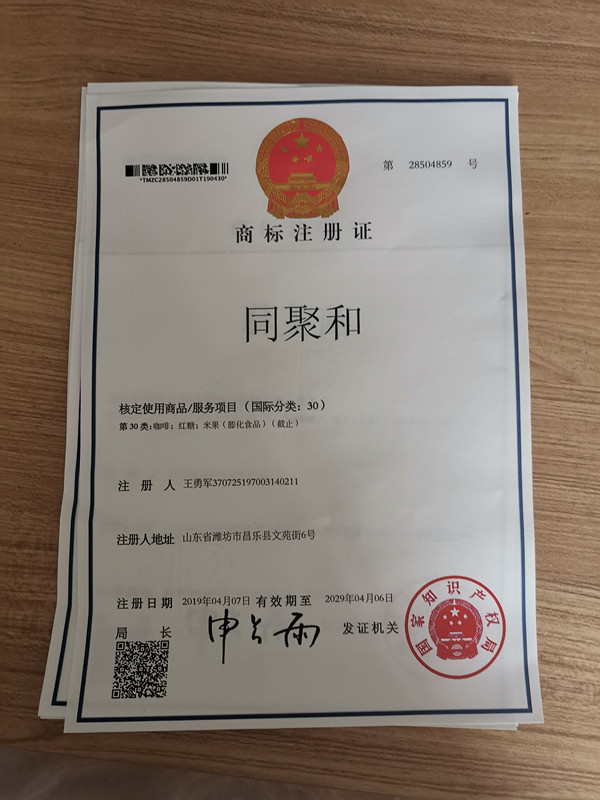 第 28504859 号
*TMZC28504859D01T190430*
商标注册证
同聚和
核定使用商品/服务项目（国际分类：30）
第 30 类：咖啡；红糖；米果（膨化食品）（截止）
注 册 人 王勇军370725197003140211
注册人地址 山东省潍坊市昌乐县文苑街6号
注册日期 2019年04月07日 有效期至 2029年04月06日
局 长 申长雨 发证机关
国家知识产权局